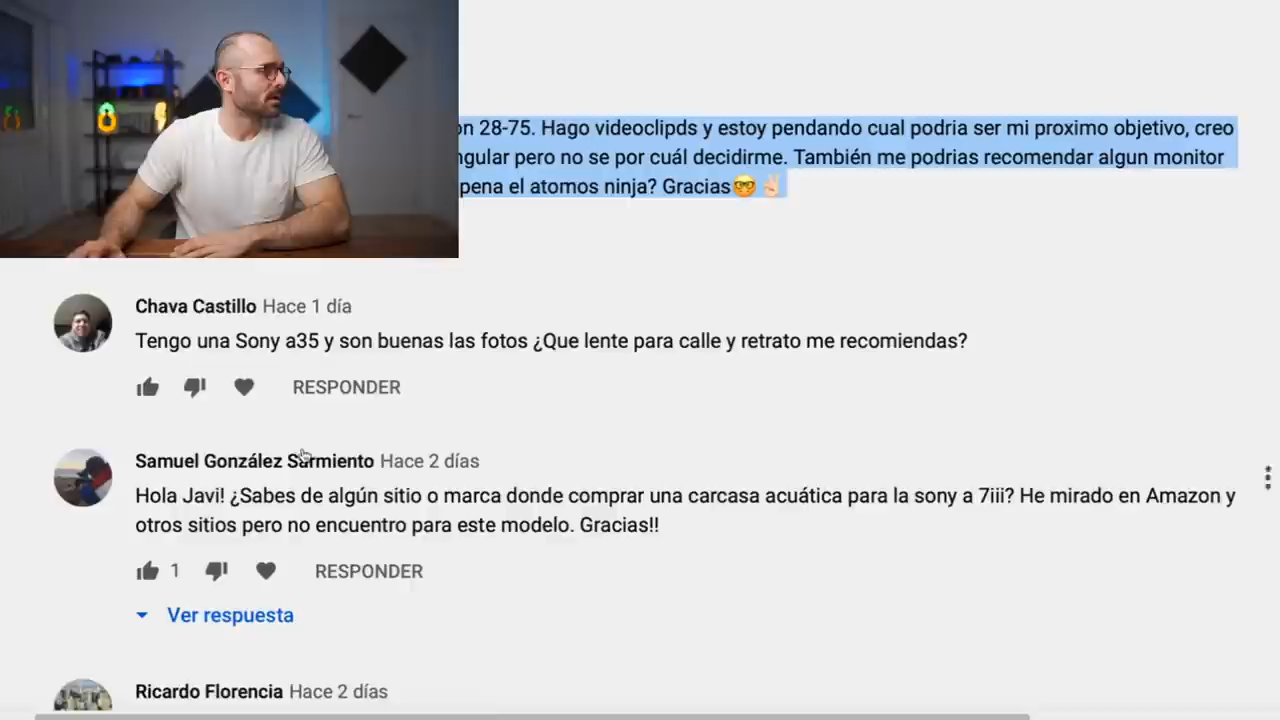 28-75. Hago videoclipds y estoy pendando cual podria ser mi proximo objetivo, creo
pero no se por cuál decidirme. También me podrias recomendar algun monitor
pena el atomos ninja? Gracias🤓✌🏻
Chava Castillo Hace 1 día
Tengo una Sony a35 y son buenas las fotos ¿Que lente para calle y retrato me recomiendas?
RESPONDER
Samuel González Sarmiento Hace 2 días
Hola Javi! ¿Sabes de algún sitio o marca donde comprar una carcasa acuática para la sony a 7iii? He mirado en Amazon y
otros sitios pero no encuentro para este modelo. Gracias!!
1 RESPONDER
Ver respuesta
Ricardo Florencia Hace 2 días